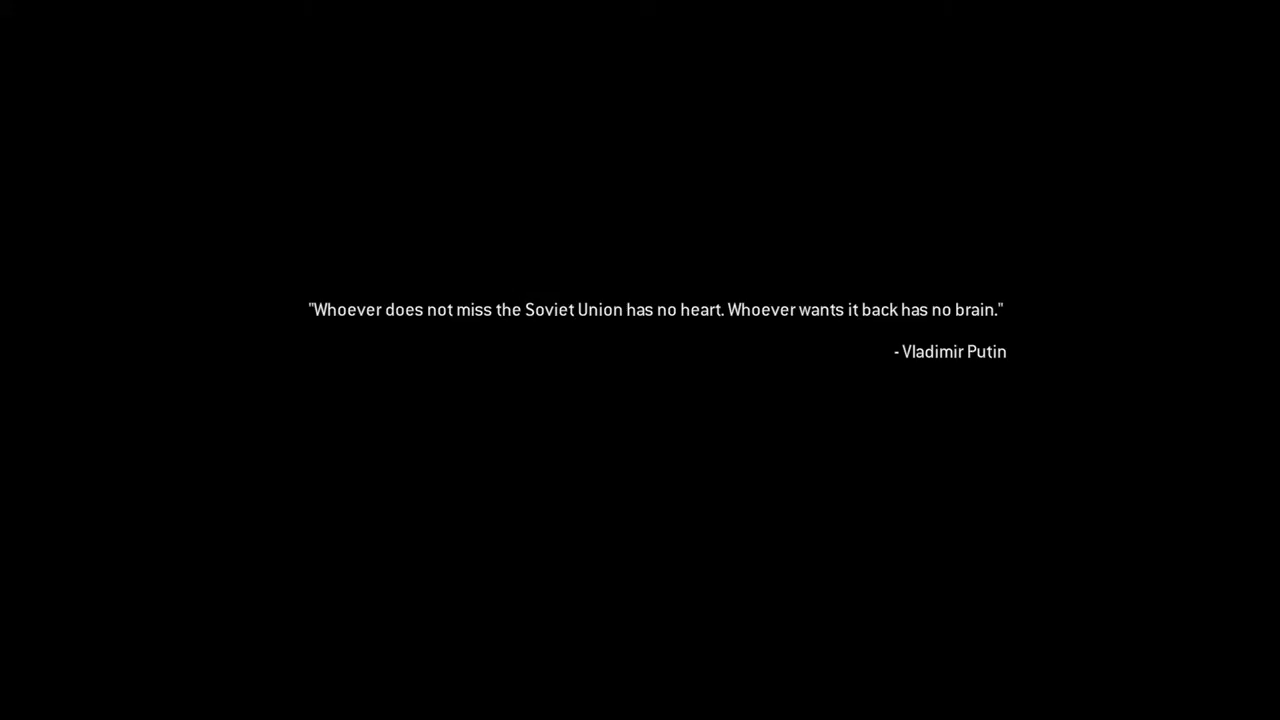 "Whoever does not miss the Soviet Union has no heart. Whoever wants it back has no brain."
- Vladimir Putin